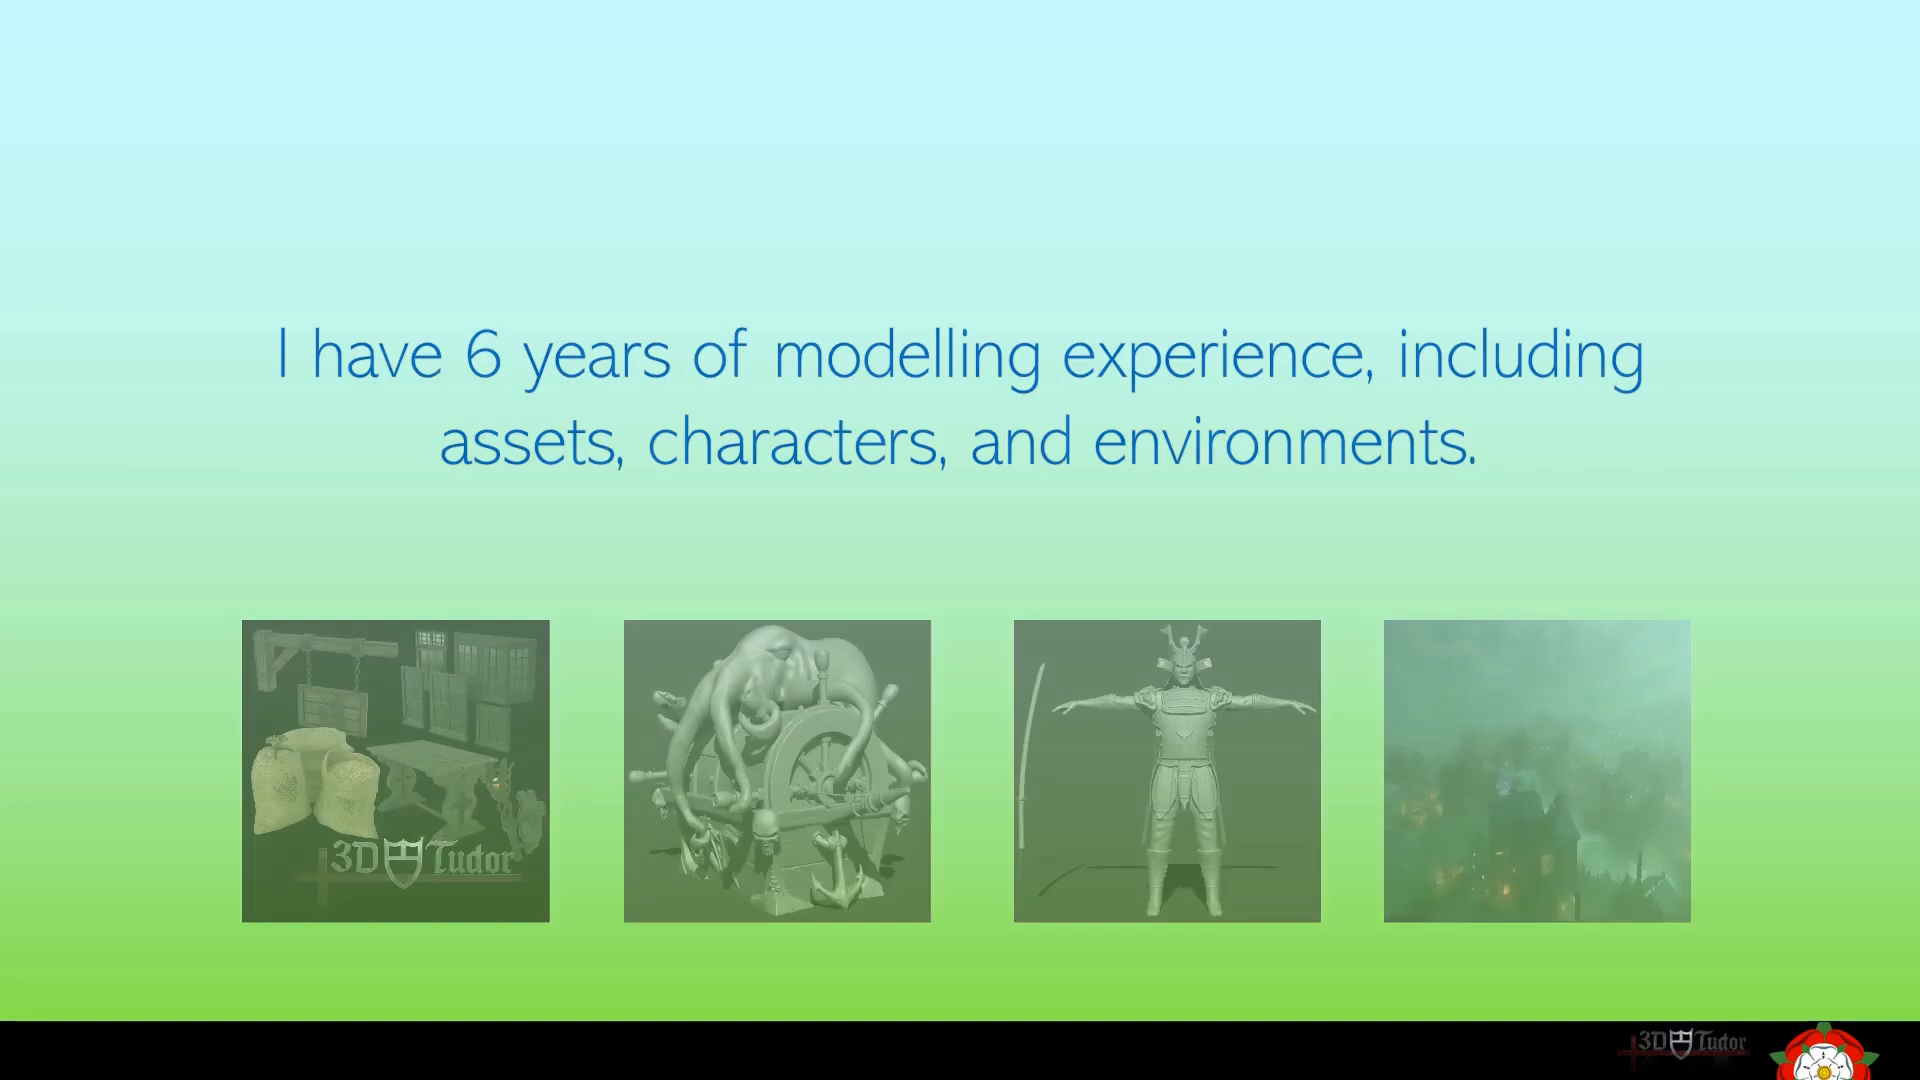 I have 6 years of modelling experience, including
assets, characters, and environments.
3D Tudor
3D Tudor